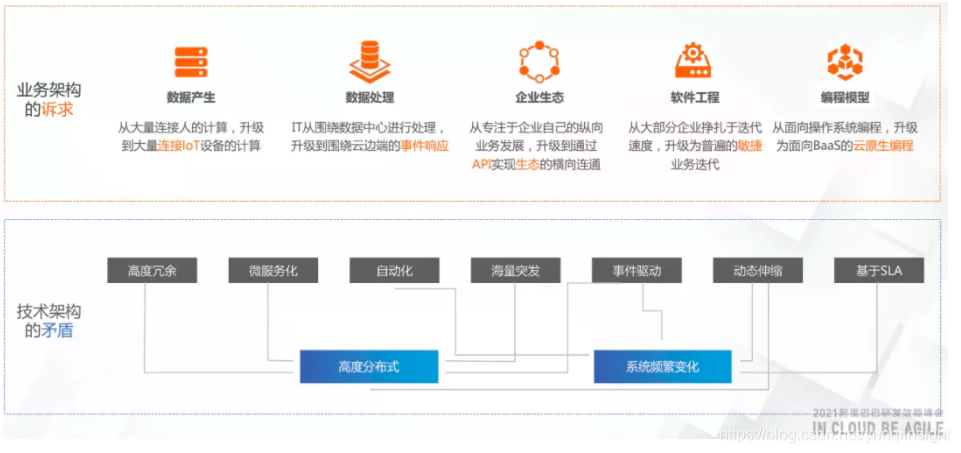 业务架构
的诉求
数据产生
从大量连接人的计算，升级
到大量连接IoT设备的计算
数据处理
IT从围绕数据中心进行处理，
升级到围绕云边端的事件响应
企业生态
从专注于企业自己的纵向
业务发展，升级到通过
API实现生态的横向连通
软件工程
从大部分企业挣扎于迭代
速度，升级为普遍的敏捷
业务迭代
编程模型
从面向操作系统编程，升级
为面向BaaS的云原生编程
技术架构
的矛盾
高度冗余
微服务化
自动化
海量突发
事件驱动
动态伸缩
基于SLA
高度分布式
系统频繁变化
2021阿里巴巴研发效能峰会
IN CLOUD BE AGILE
https://blog.csdn.net/yunqiinsight